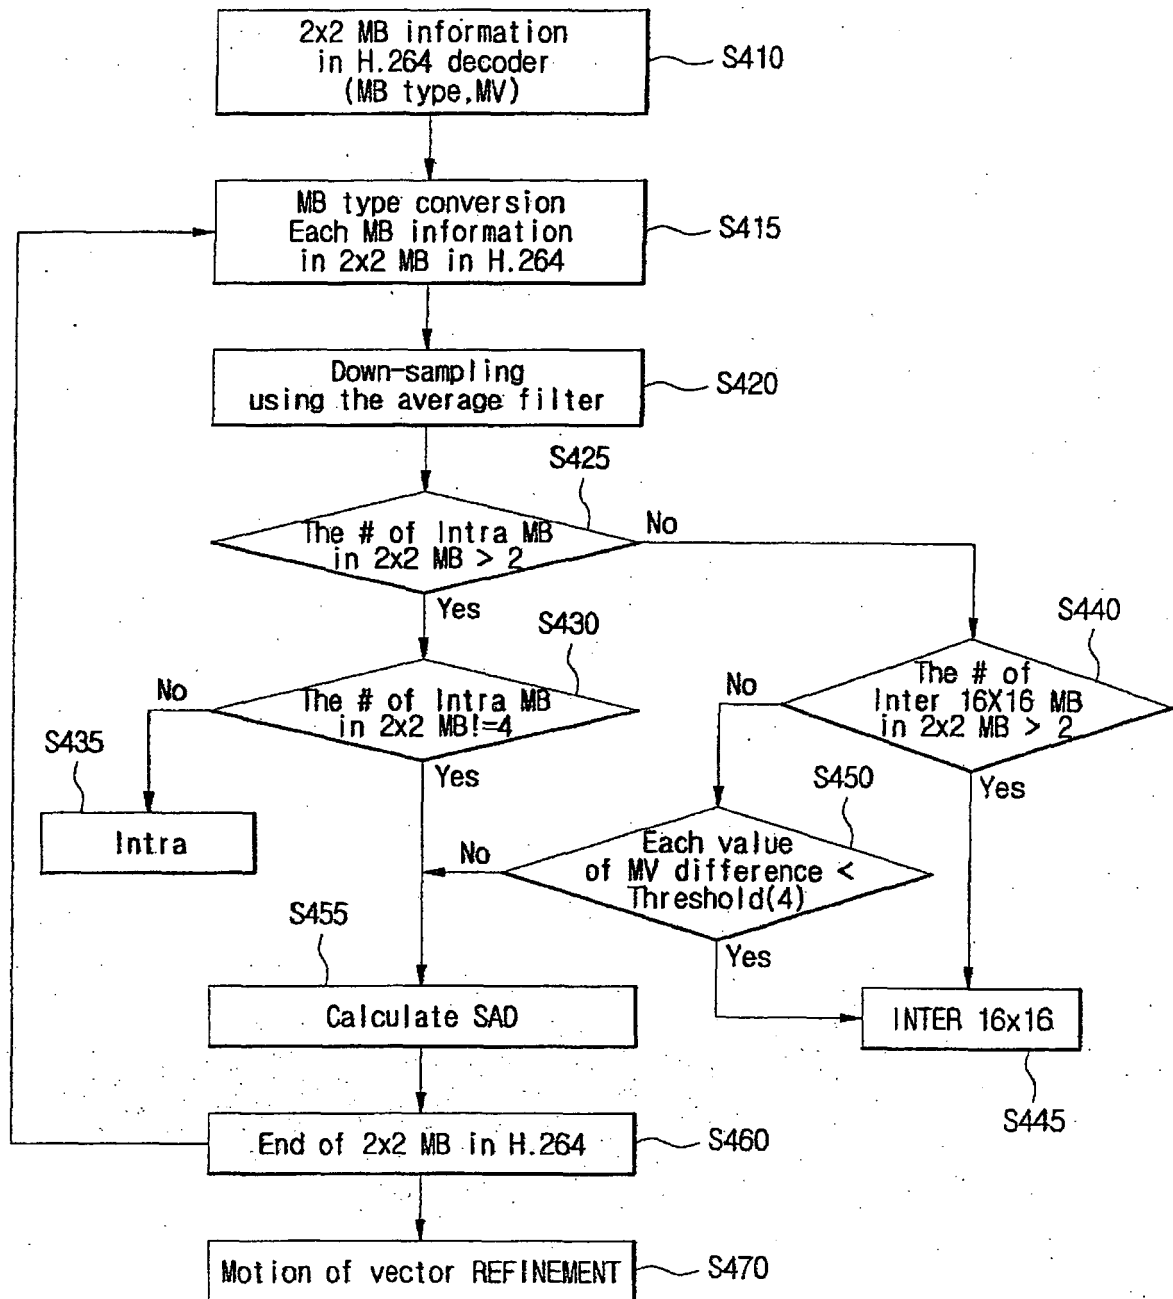 2x2 MB information
in H.264 decoder
(MB type,MV)
S410
MB type conversion
Each MB information
in 2x2 MB in H.264
S415
Down-sampling
using the average filter
S420
S425
The # of Intra MB
in 2x2 MB > 2
No
Yes
S430
The # of Intra MB
in 2x2 MB!=4
No
Yes
S435
Intra
S440
The # of
Inter 16X16 MB
in 2x2 MB > 2
No
Yes
S450
Each value
of MV difference <
Threshold(4)
No
Yes
S455
Calculate SAD
INTER 16x16
S445
End of 2x2 MB in H.264
S460
Motion of vector REFINEMENT
S470